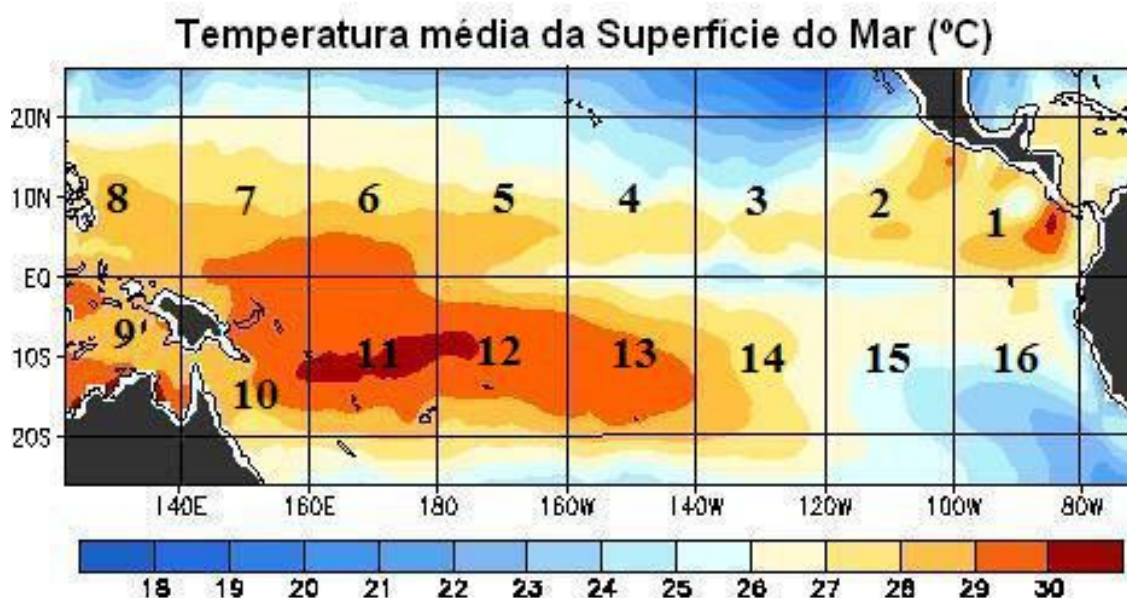 Temperatura média da Superfície do Mar (ºC)
20N
8 7 6 5 4 3 2 1
10N
EQ
9 10 11 12 13 14 15 16
10S
20S
140E 160E 180 160W 140W 120W 100W 80W
18 19 20 21 22 23 24 25 26 27 28 29 30